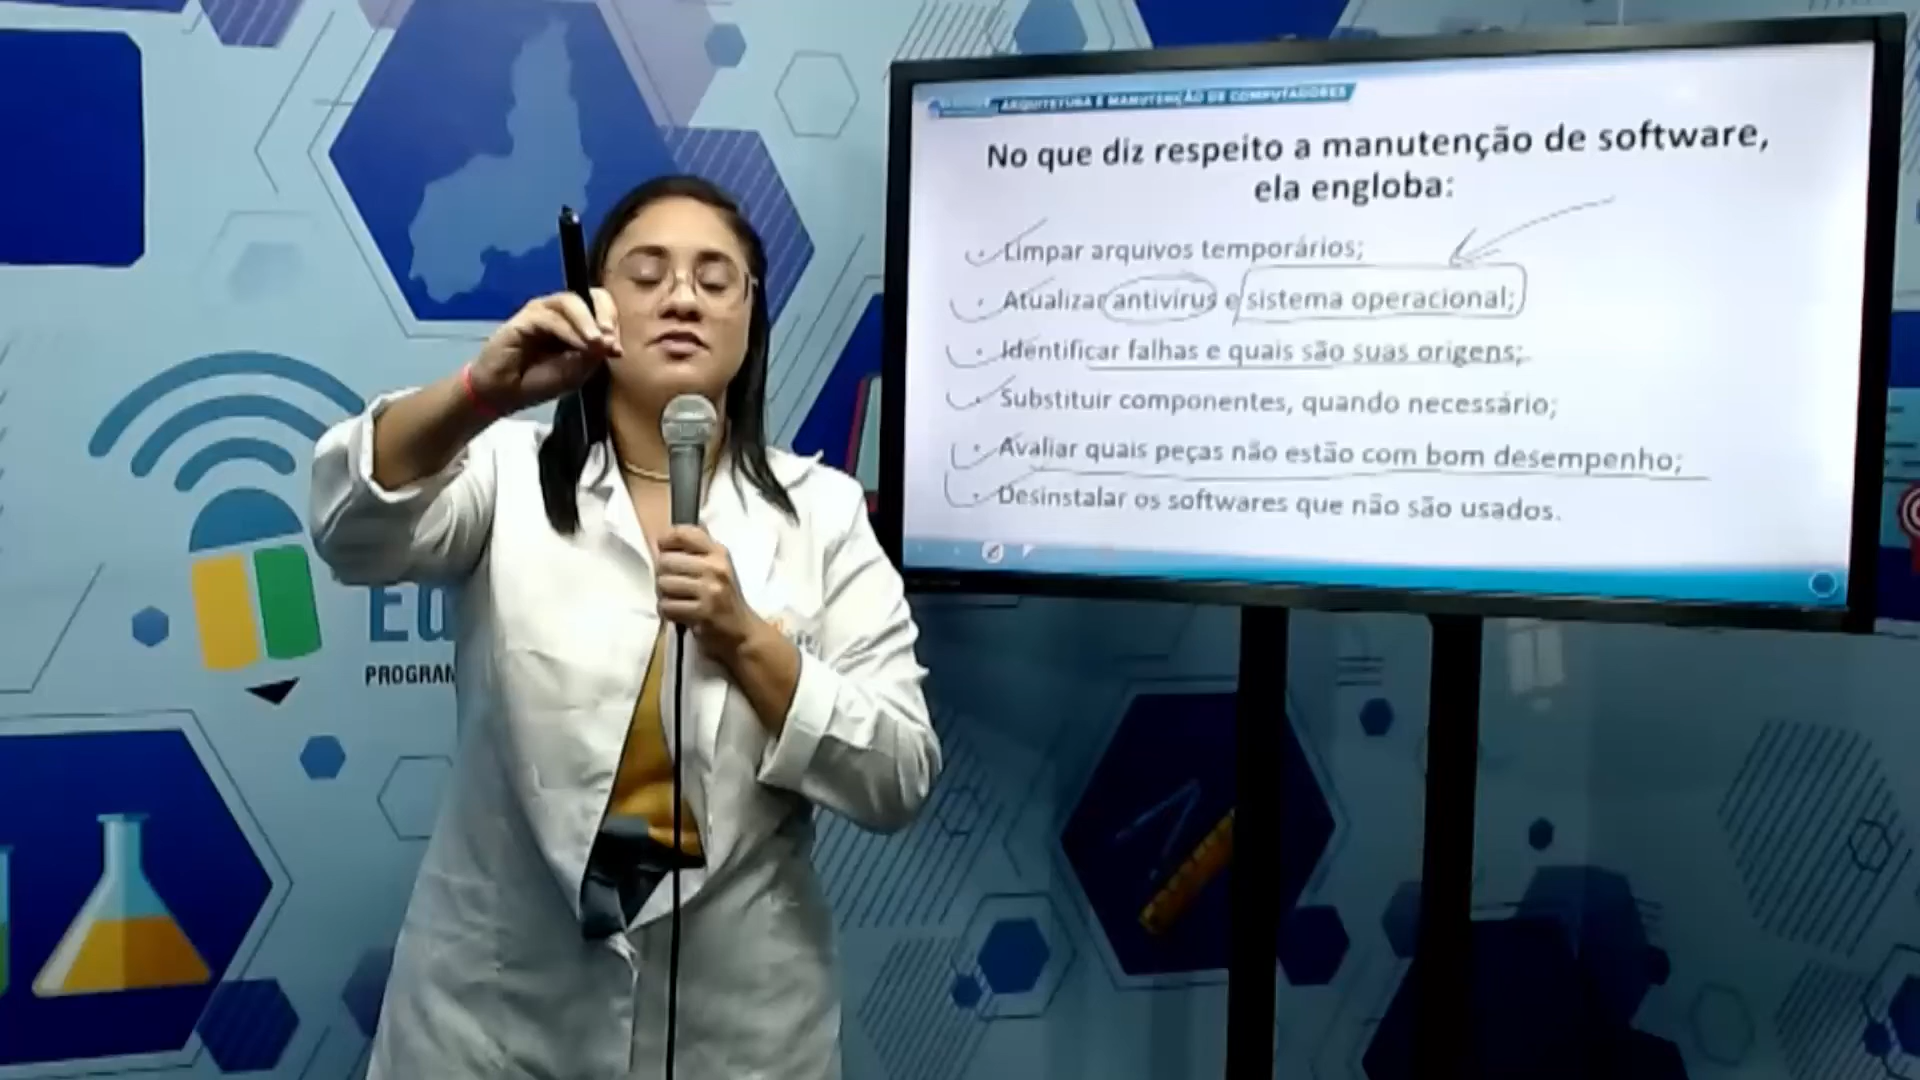 ARQUITETURA E MANUTENÇÃO DE COMPUTADORES
No que diz respeito a manutenção de software,
ela engloba:
• Limpar arquivos temporários;
• Atualizar antivírus e sistema operacional;
• Identificar falhas e quais são suas origens;
• Substituir componentes, quando necessário;
• Avaliar quais peças não estão com bom desempenho;
• Desinstalar os softwares que não são usados.
Edu
PROGRAM